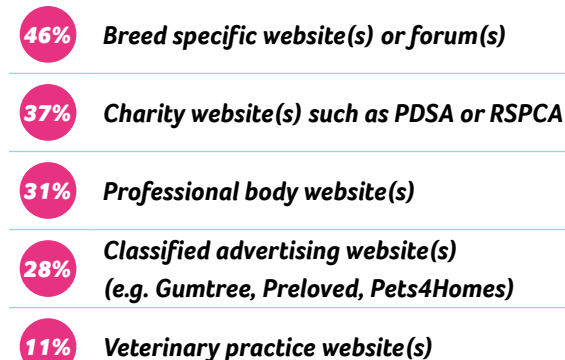 46% Breed specific website(s) or forum(s)
37% Charity website(s) such as PDSA or RSPCA
31% Professional body website(s)
28% Classified advertising website(s)
(e.g. Gumtree, Preloved, Pets4Homes)
11% Veterinary practice website(s)